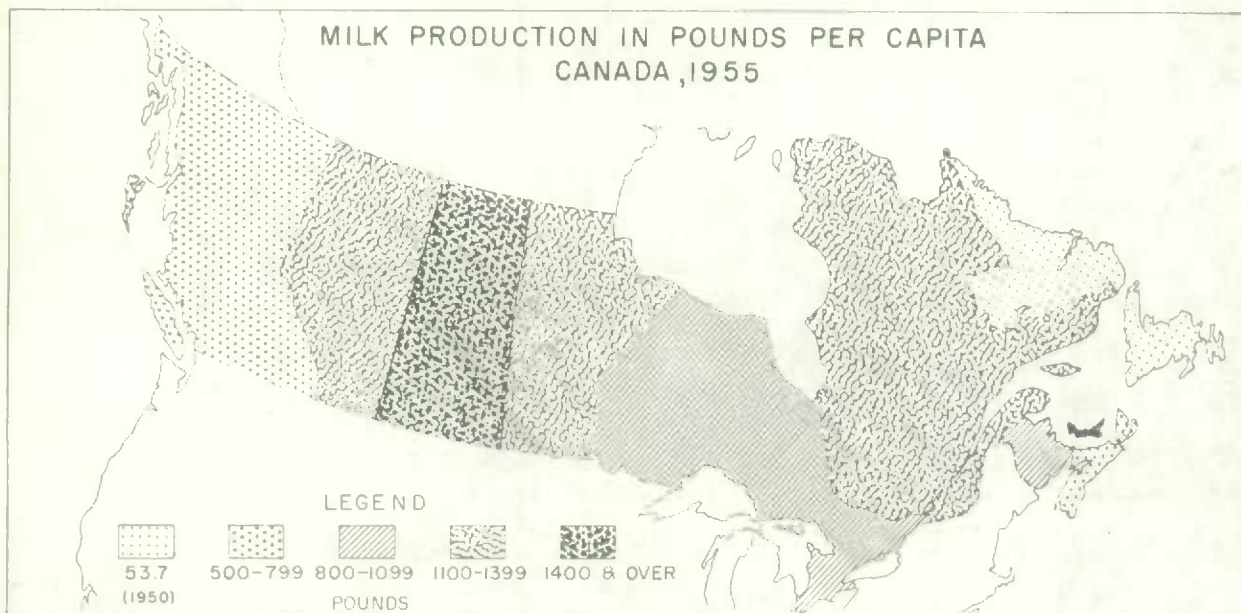 MILK PRODUCTION IN POUNDS PER CAPITA
CANADA, 1955
LEGEND
53.7 500-799 800-1099 1100-1399 1400 & OVER
(1950) POUNDS